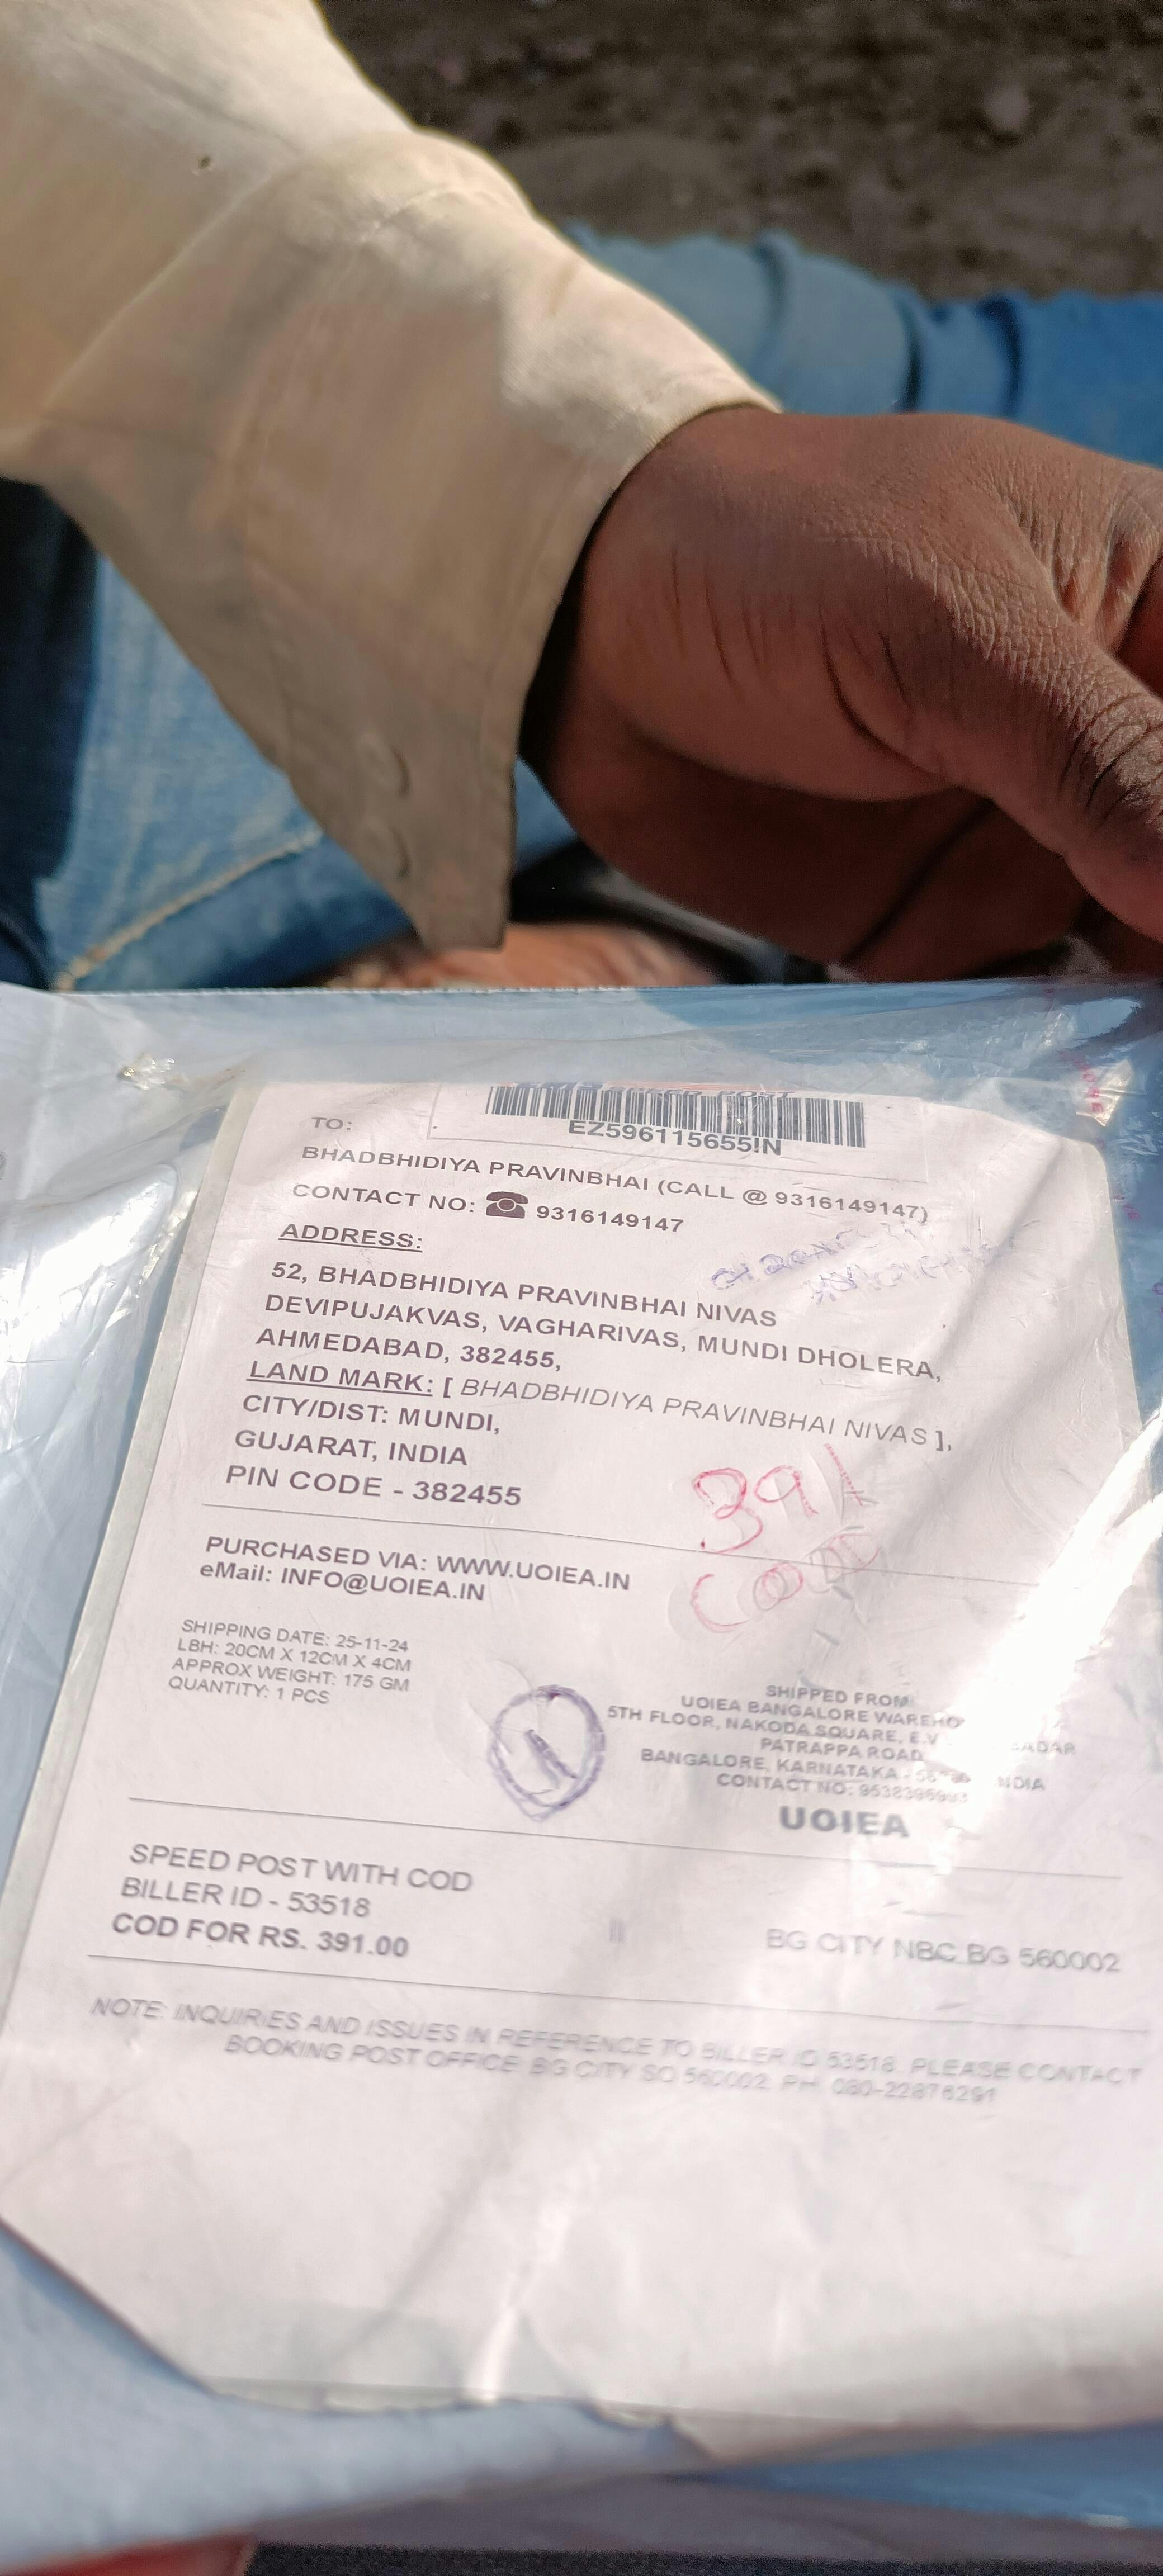 EZ596115655IN
TO:
BHADBHIDIYA PRAVINBHAI (CALL @ 9316149147)
CONTACT NO: ☎ 9316149147
ADDRESS:
52, BHADBHIDIYA PRAVINBHAI NIVAS
DEVIPUJAKVAS, VAGHARIVAS, MUNDI DHOLERA,
AHMEDABAD, 382455,
LAND MARK: [ BHADBHIDIYA PRAVINBHAI NIVAS ],
CITY/DIST: MUNDI,
GUJARAT, INDIA
PIN CODE - 382455
391
PURCHASED VIA: WWW.UOIEA.IN
eMail: INFO@UOIEA.IN
SHIPPING DATE: 25-11-24
LBH: 20CM X 12CM X 4CM
APPROX WEIGHT: 175 GM
QUANTITY: 1 PCS
SHIPPED FROM
UOIEA BANGALORE
5TH FLOOR, NAKODA SQUARE,
PATRAPPA ROAD
BANGALORE, KARNATAKA
CONTACT NO:
UOIEA
SPEED POST WITH COD
BILLER ID - 53518
COD FOR RS. 391.00
BG CITY NBC.BG 560002
NOTE: INQUIRIES AND ISSUES IN REFERENCE TO BILLER ID 53518. PLEASE CONTACT
BOOKING POST OFFICE: BG CITY SO 560002. PH: 080-22876291